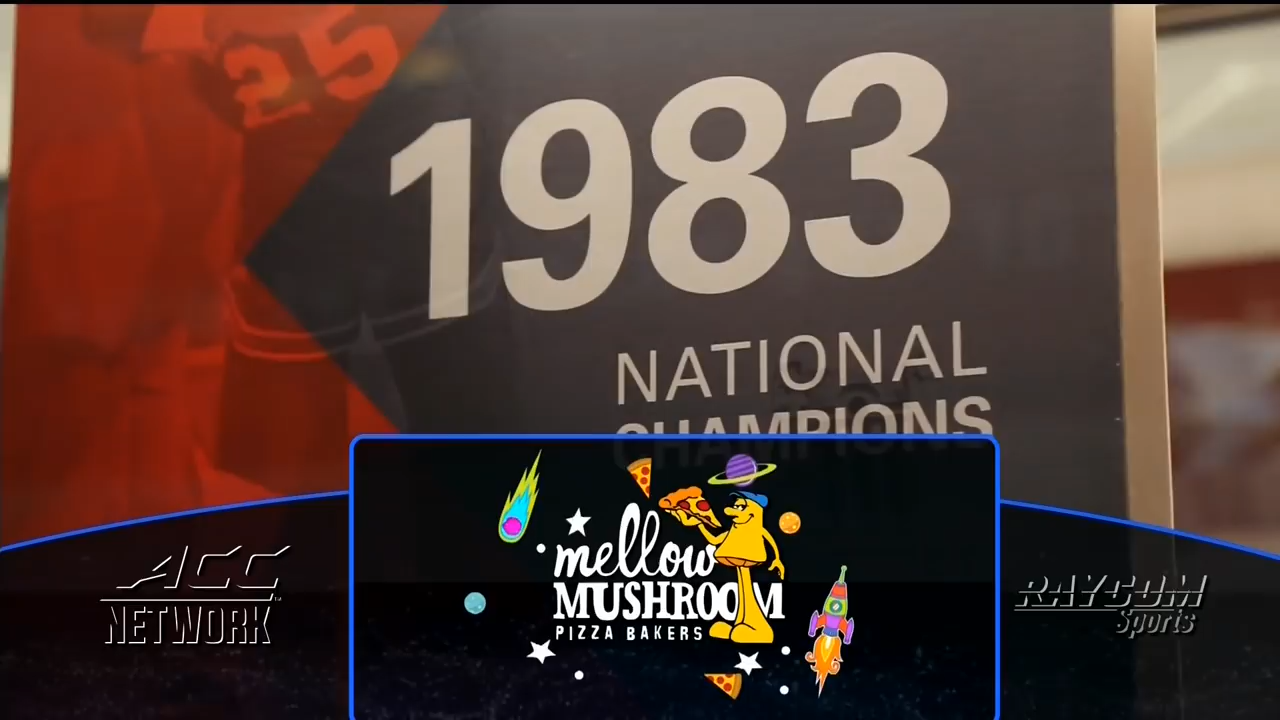 25
1983
NATIONAL
CHAMPIONS
mellow
MUSHROOM
PIZZA BAKERS
ACC
NETWORK
RAYCOM
Sports